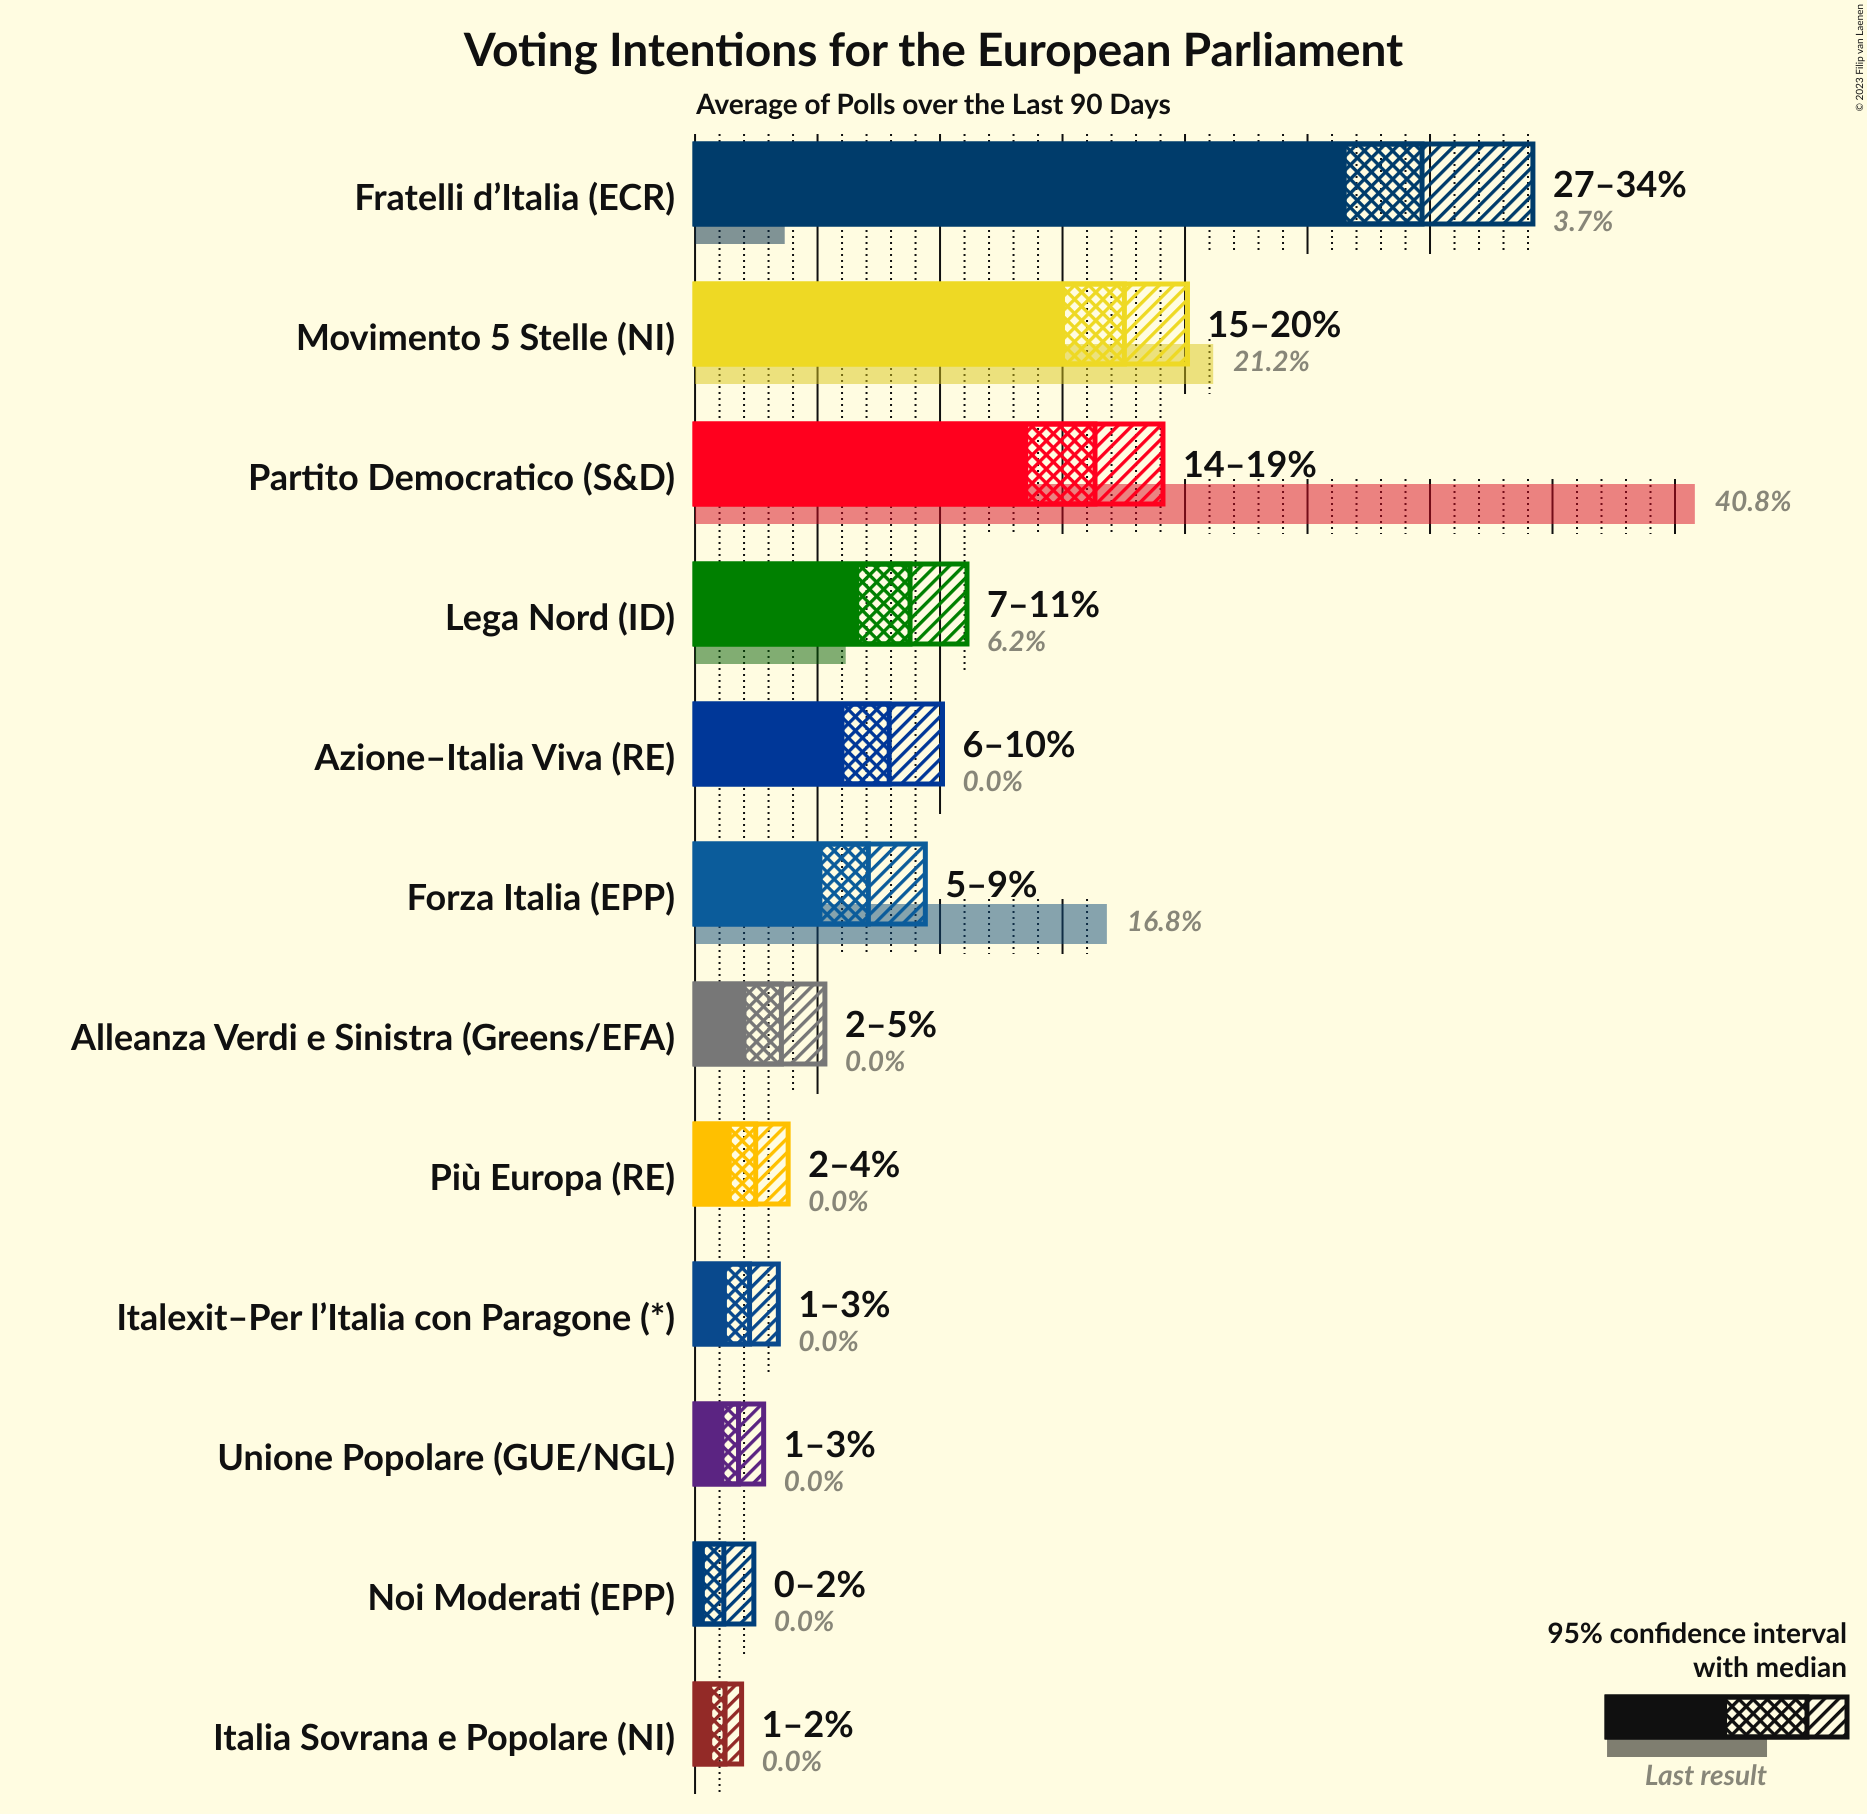 Voting Intentions for the European Parliament
Average of Polls over the Last 90 Days
© 2023 Filip van Laenen
Fratelli d’Italia (ECR)
27–34%
3.7%
Movimento 5 Stelle (NI)
15–20%
21.2%
Partito Democratico (S&D)
14–19%
40.8%
Lega Nord (ID)
7–11%
6.2%
Azione–Italia Viva (RE)
6–10%
0.0%
Forza Italia (EPP)
5–9%
16.8%
Alleanza Verdi e Sinistra (Greens/EFA)
2–5%
0.0%
Più Europa (RE)
2–4%
0.0%
Italexit–Per l’Italia con Paragone (*)
1–3%
0.0%
Unione Popolare (GUE/NGL)
1–3%
0.0%
Noi Moderati (EPP)
0–2%
0.0%
Italia Sovrana e Popolare (NI)
1–2%
0.0%
95% confidence interval
with median
Last result